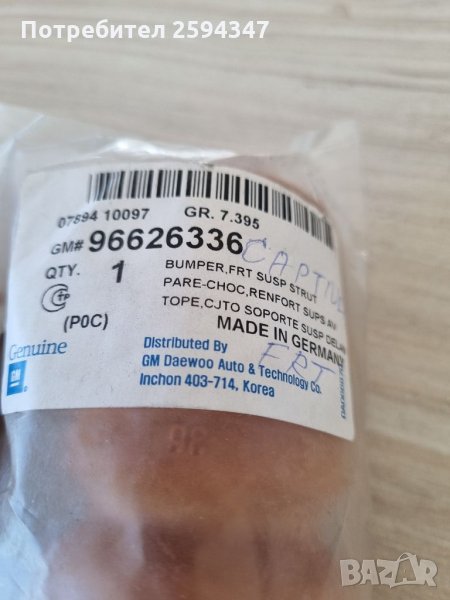 Потребител 2594347
07894 10097 GR. 7.395
GM# 96626336
CAPTIVA
QTY. 1
BUMPER,FRT SUSP STRUT
PARE-CHOC,RENFORT SUPS AV
TOPE,CJTO SOPORTE SUSP DELAN
(P0C)
MADE IN GERMANY
FRT
Genuine
GM
Distributed By
GM Daewoo Auto & Technology Co.
Inchon 403-714, Korea
BAZAR